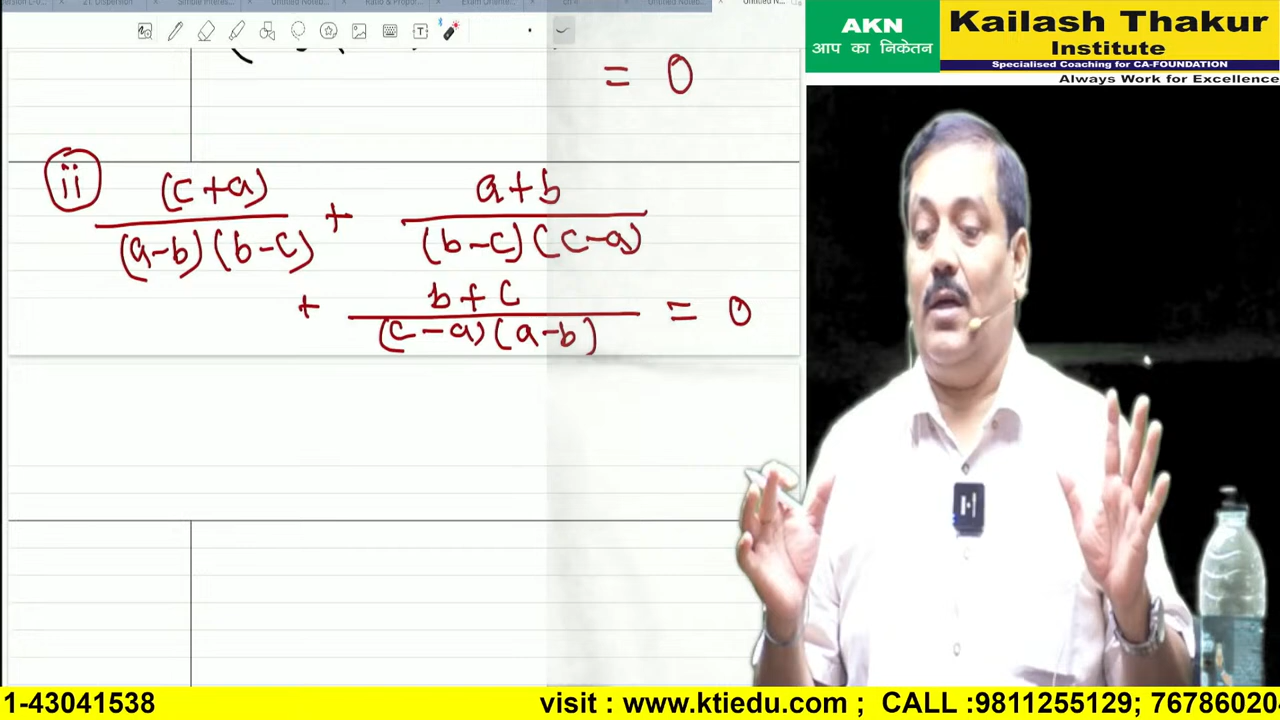 AKN
आप का निकेतन
Kailash Thakur
Institute
Specialised Coaching for CA-FOUNDATION
Always Work for Excellence
= 0
(ii) (c+a)/(a-b)(b-c) + a+b/(b-c)(c-a)
+ b+c/(c-a)(a-b) = 0
1-43041538 visit : www.ktiedu.com ; CALL :9811255129; 76786020